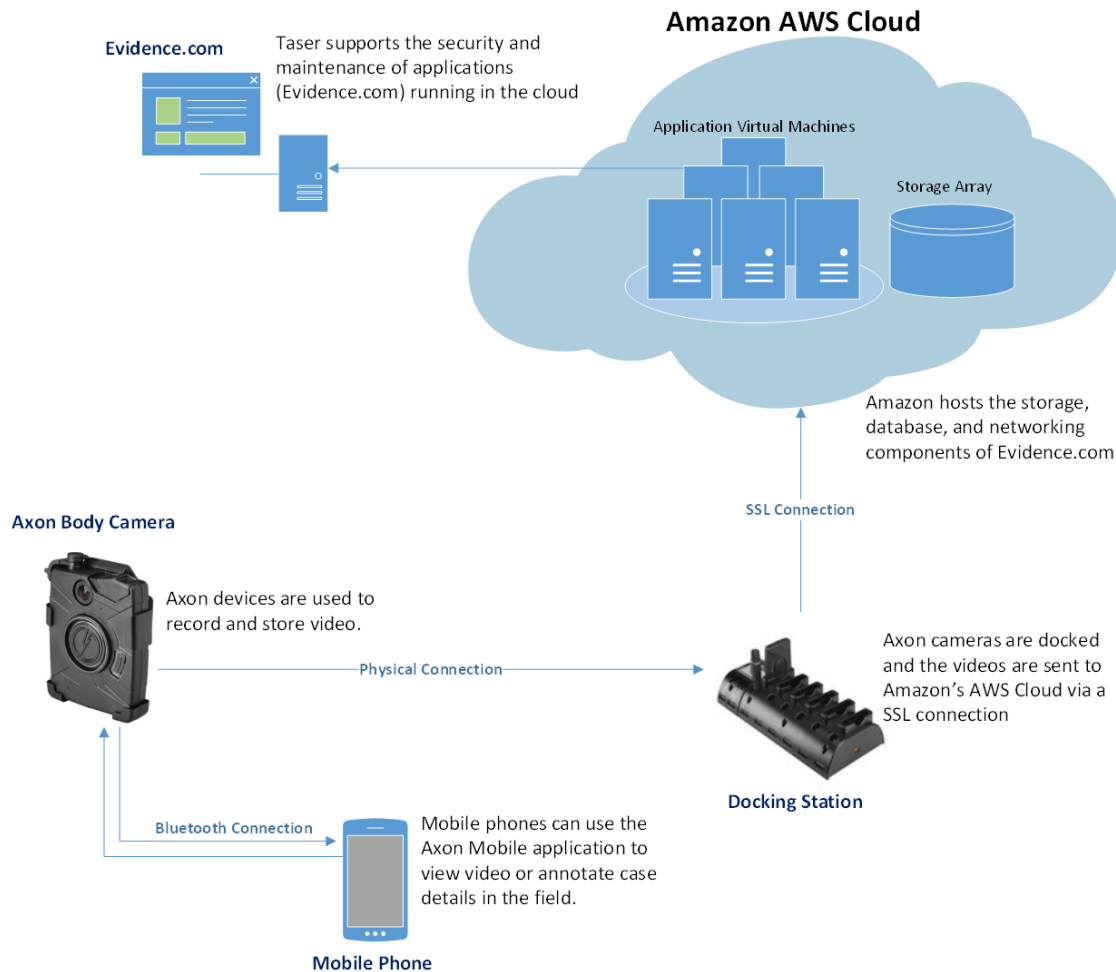 Amazon AWS Cloud
Evidence.com
Taser supports the security and
maintenance of applications
(Evidence.com) running in the cloud
Application Virtual Machines
Storage Array
Amazon hosts the storage,
database, and networking
components of Evidence.com
SSL Connection
Axon Body Camera
Axon devices are used to
record and store video.
Physical Connection
Axon cameras are docked
and the videos are sent to
Amazon’s AWS Cloud via a
SSL connection
Docking Station
Bluetooth Connection
Mobile phones can use the
Axon Mobile application to
view video or annotate case
details in the field.
Mobile Phone